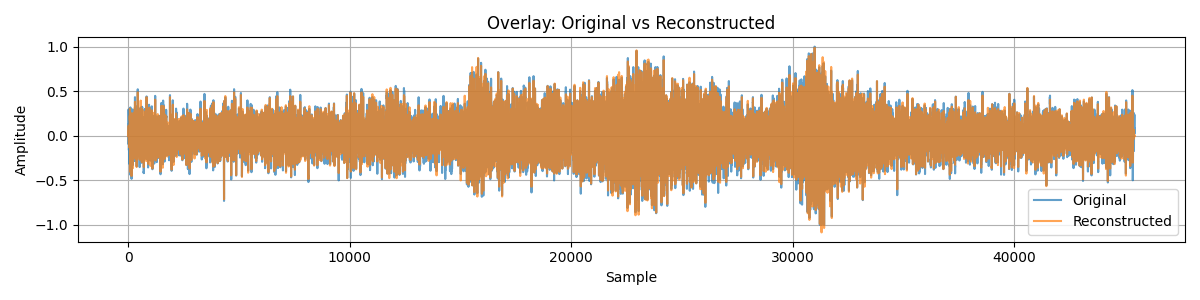 Overlay: Original vs Reconstructed
1.0
0.5
0.0
−0.5
−1.0
Amplitude
Original
Reconstructed
0
10000
20000
30000
40000
Sample